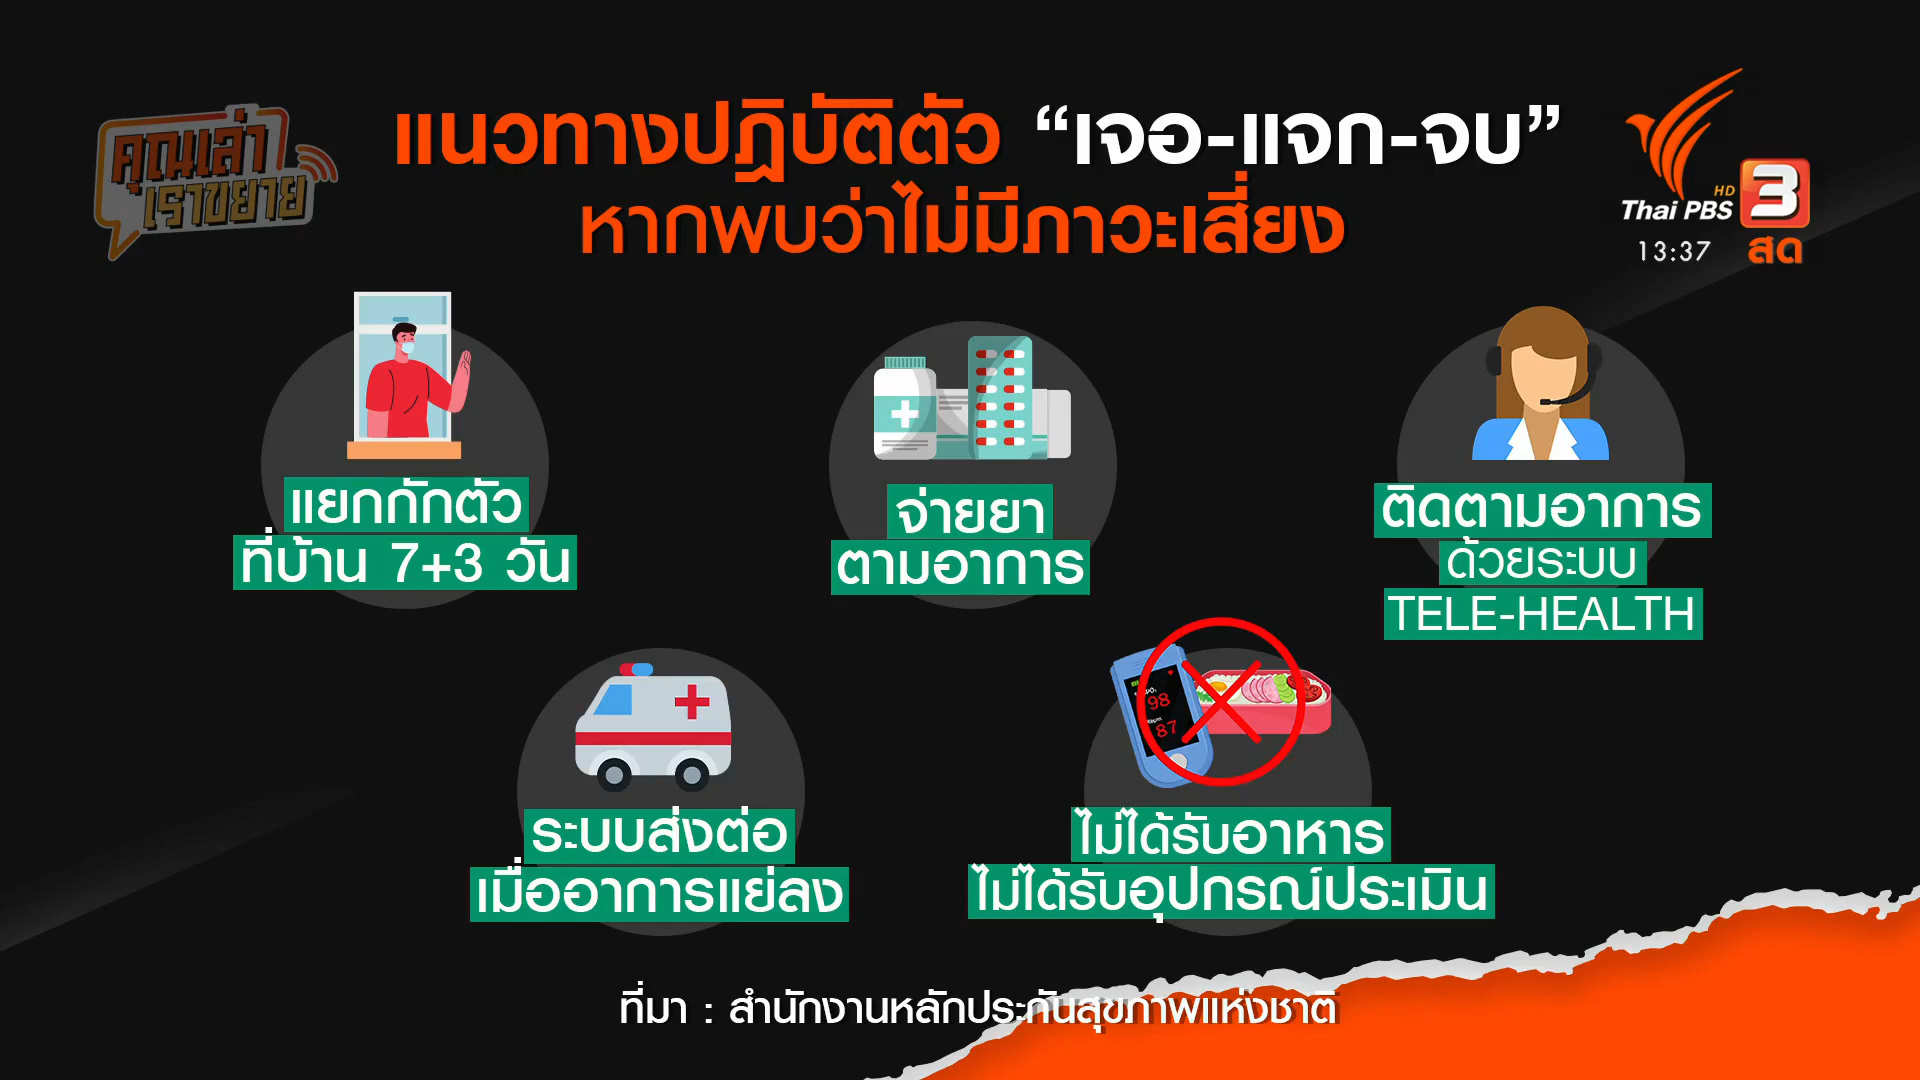 คุณเล่า
เราขยาย
แนวทางปฏิบัติตัว “เจอ-แจก-จบ”
หากพบว่าไม่มีภาวะเสี่ยง
HD
Thai PBS 3
13:37 สด
แยกกักตัว
ที่บ้าน 7+3 วัน
จ่ายยา
ตามอาการ
ติดตามอาการ
ด้วยระบบ
TELE-HEALTH
98
87
ระบบส่งต่อ
เมื่ออาการแย่ลง
ไม่ได้รับอาหาร
ไม่ได้รับอุปกรณ์ประเมิน
ที่มา : สำนักงานหลักประกันสุขภาพแห่งชาติ